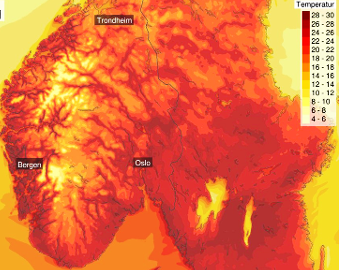 Temperatur
Trondheim
28 - 30
26 - 28
24 - 26
22 - 24
20 - 22
18 - 20
16 - 18
14 - 16
12 - 14
10 - 12
8 - 10
6 - 8
4 - 6
Bergen
Oslo